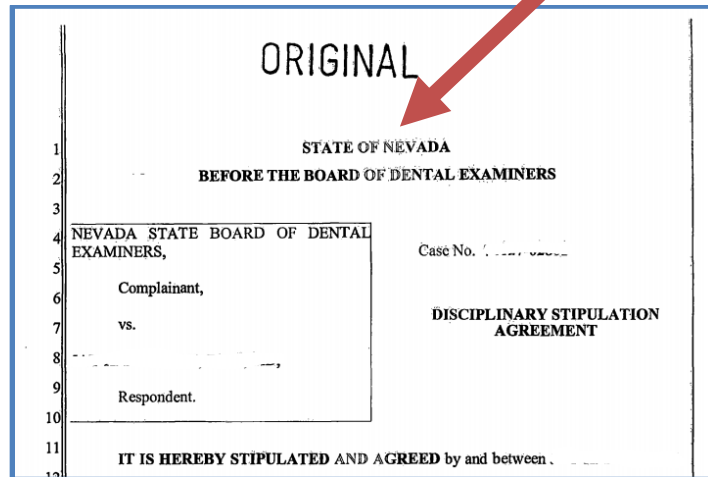 ORIGINAL
1 STATE OF NEVADA
2 BEFORE THE BOARD OF DENTAL EXAMINERS
3
4 NEVADA STATE BOARD OF DENTAL
EXAMINERS,
Case No.
5
6 Complainant,
DISCIPLINARY STIPULATION
AGREEMENT
7 vs.
8
9 Respondent.
10
11 IT IS HEREBY STIPULATED AND AGREED by and between
12